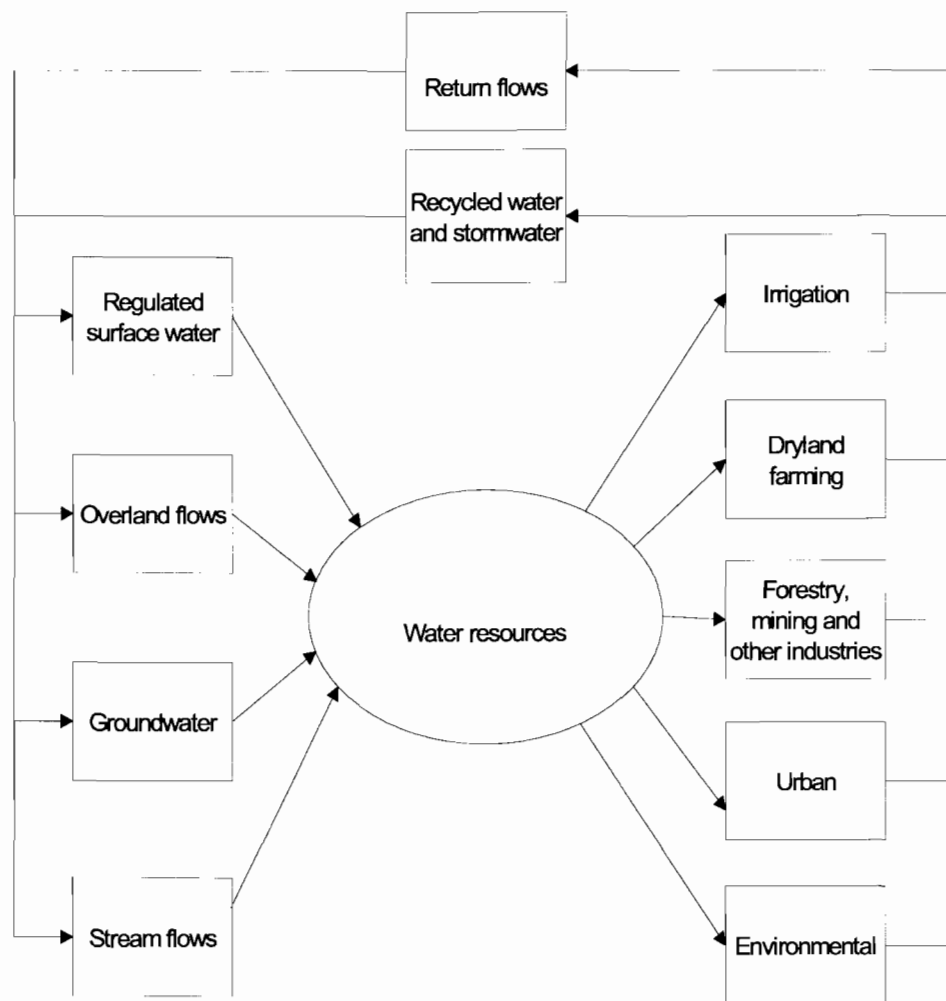 Return flows
Recycled water
and stormwater
Regulated
surface water
Irrigation
Overland flows
Dryland
farming
Water resources
Forestry,
mining and
other industries
Groundwater
Urban
Stream flows
Environmental